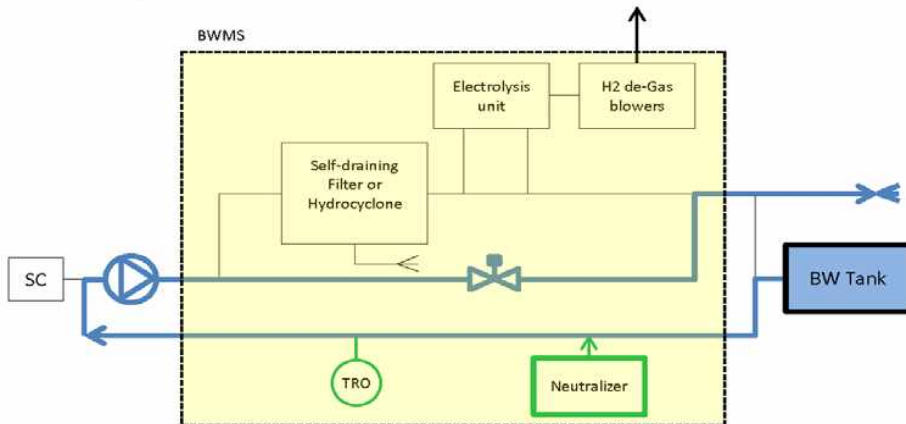 BWMS
Electrolysis
unit
H2 de-Gas
blowers
Self-draining
Filter or
Hydrocyclone
SC
BW Tank
TRO
Neutralizer